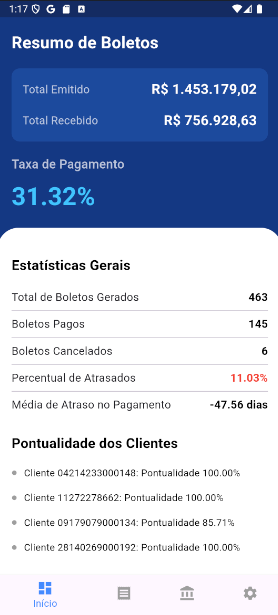 1:17
Resumo de Boletos
Total Emitido R$ 1.453.179,02
Total Recebido R$ 756.928,63
Taxa de Pagamento
31.32%
Estatísticas Gerais
Total de Boletos Gerados 463
Boletos Pagos 145
Boletos Cancelados 6
Percentual de Atrasados 11.03%
Média de Atraso no Pagamento -47.56 dias
Pontualidade dos Clientes
Cliente 04214233000148: Pontualidade 100.00%
Cliente 11272278662: Pontualidade 100.00%
Cliente 09179079000134: Pontualidade 85.71%
Cliente 28140269000192: Pontualidade 100.00%
Início